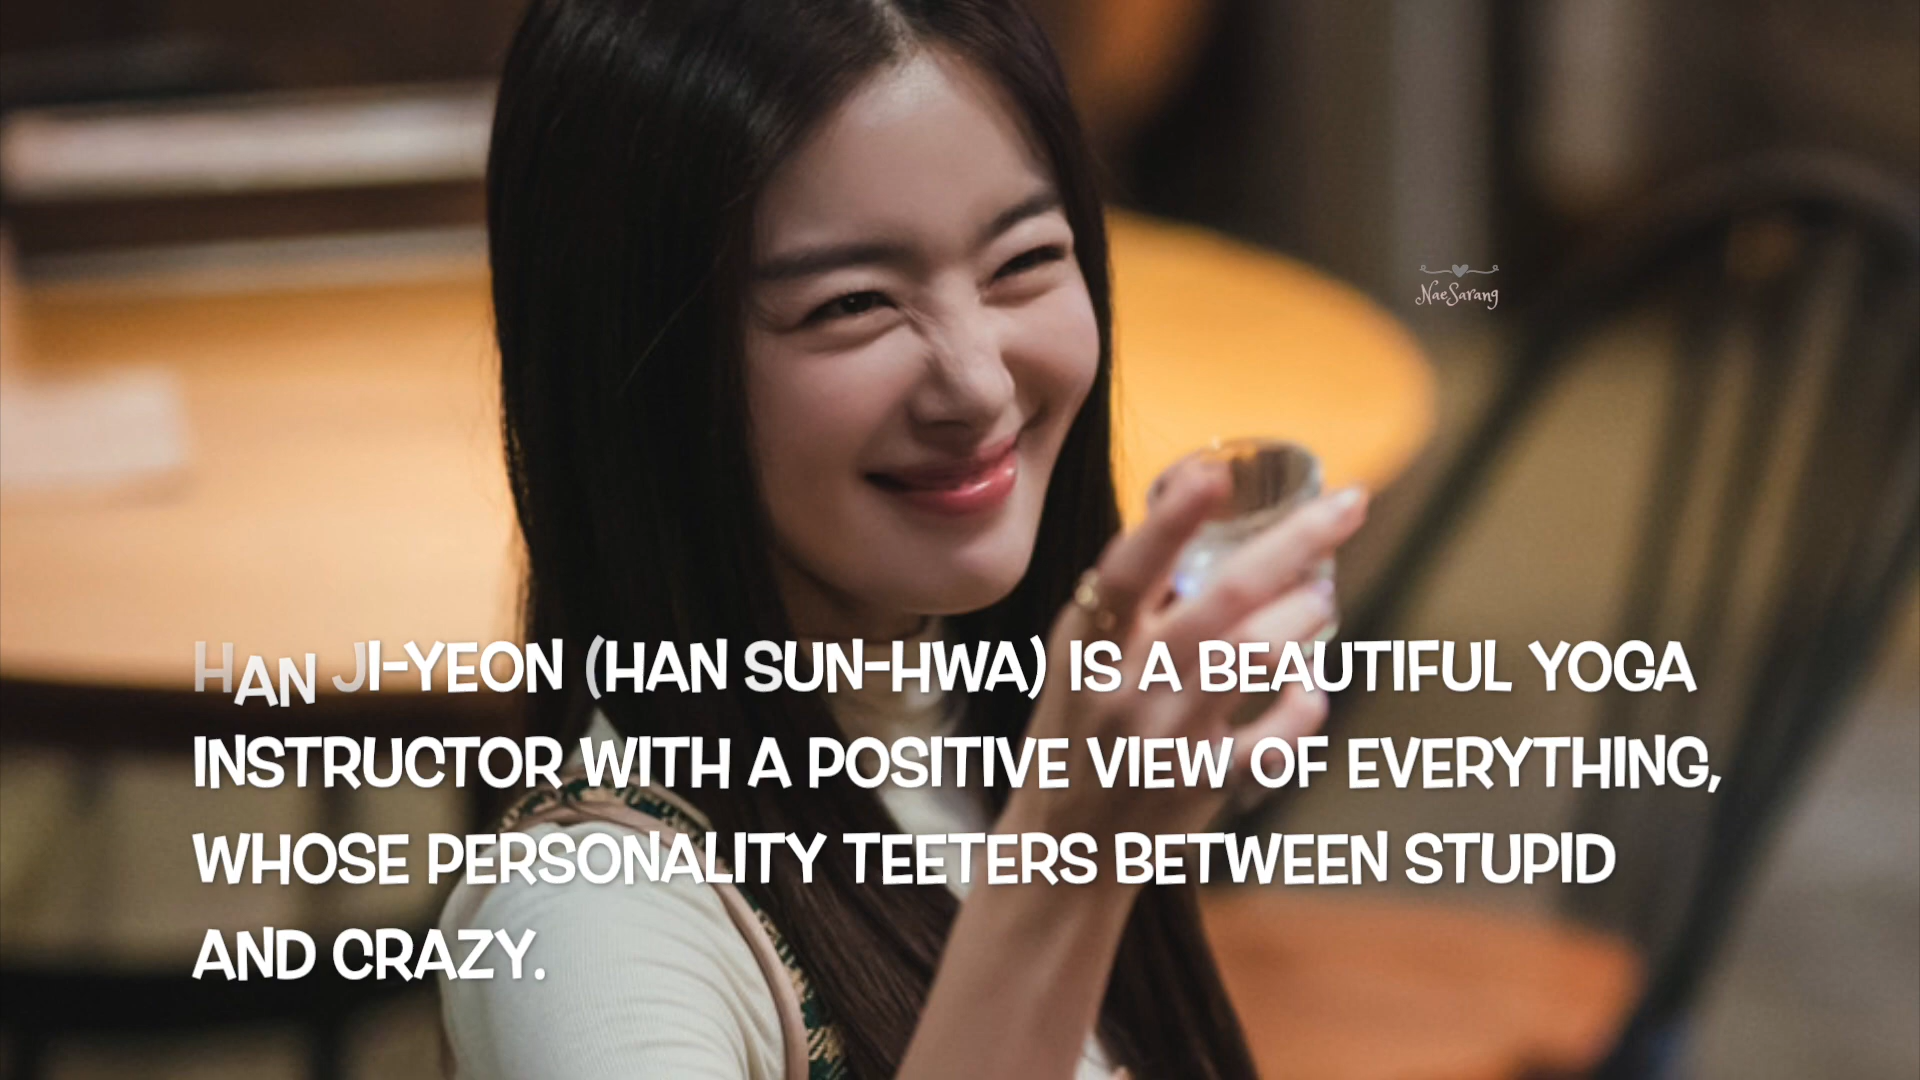 NaeSarang
HAN JI-YEON (HAN SUN-HWA) IS A BEAUTIFUL YOGA
INSTRUCTOR WITH A POSITIVE VIEW OF EVERYTHING,
WHOSE PERSONALITY TEETERS BETWEEN STUPID
AND CRAZY.